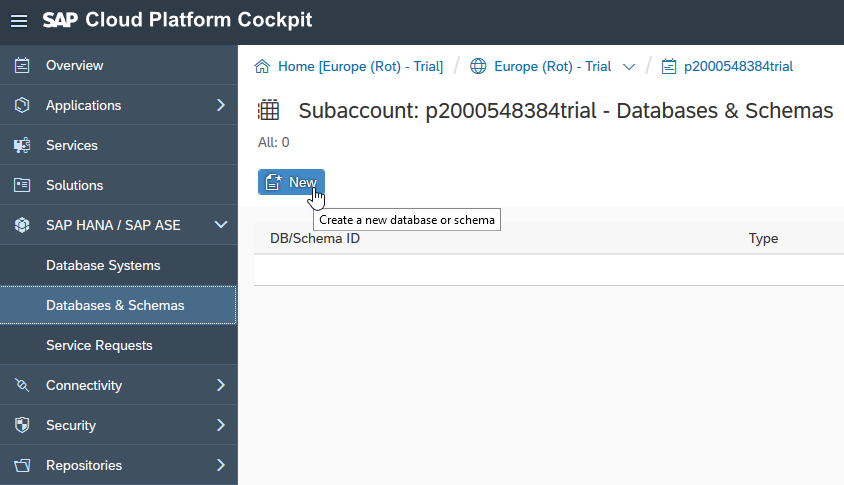 SAP Cloud Platform Cockpit
Overview
Applications
Services
Solutions
SAP HANA / SAP ASE
Database Systems
Databases & Schemas
Service Requests
Connectivity
Security
Repositories
Home [Europe (Rot) - Trial] / Europe (Rot) - Trial / p2000548384trial
Subaccount: p2000548384trial - Databases & Schemas
All: 0
New
Create a new database or schema
DB/Schema ID Type